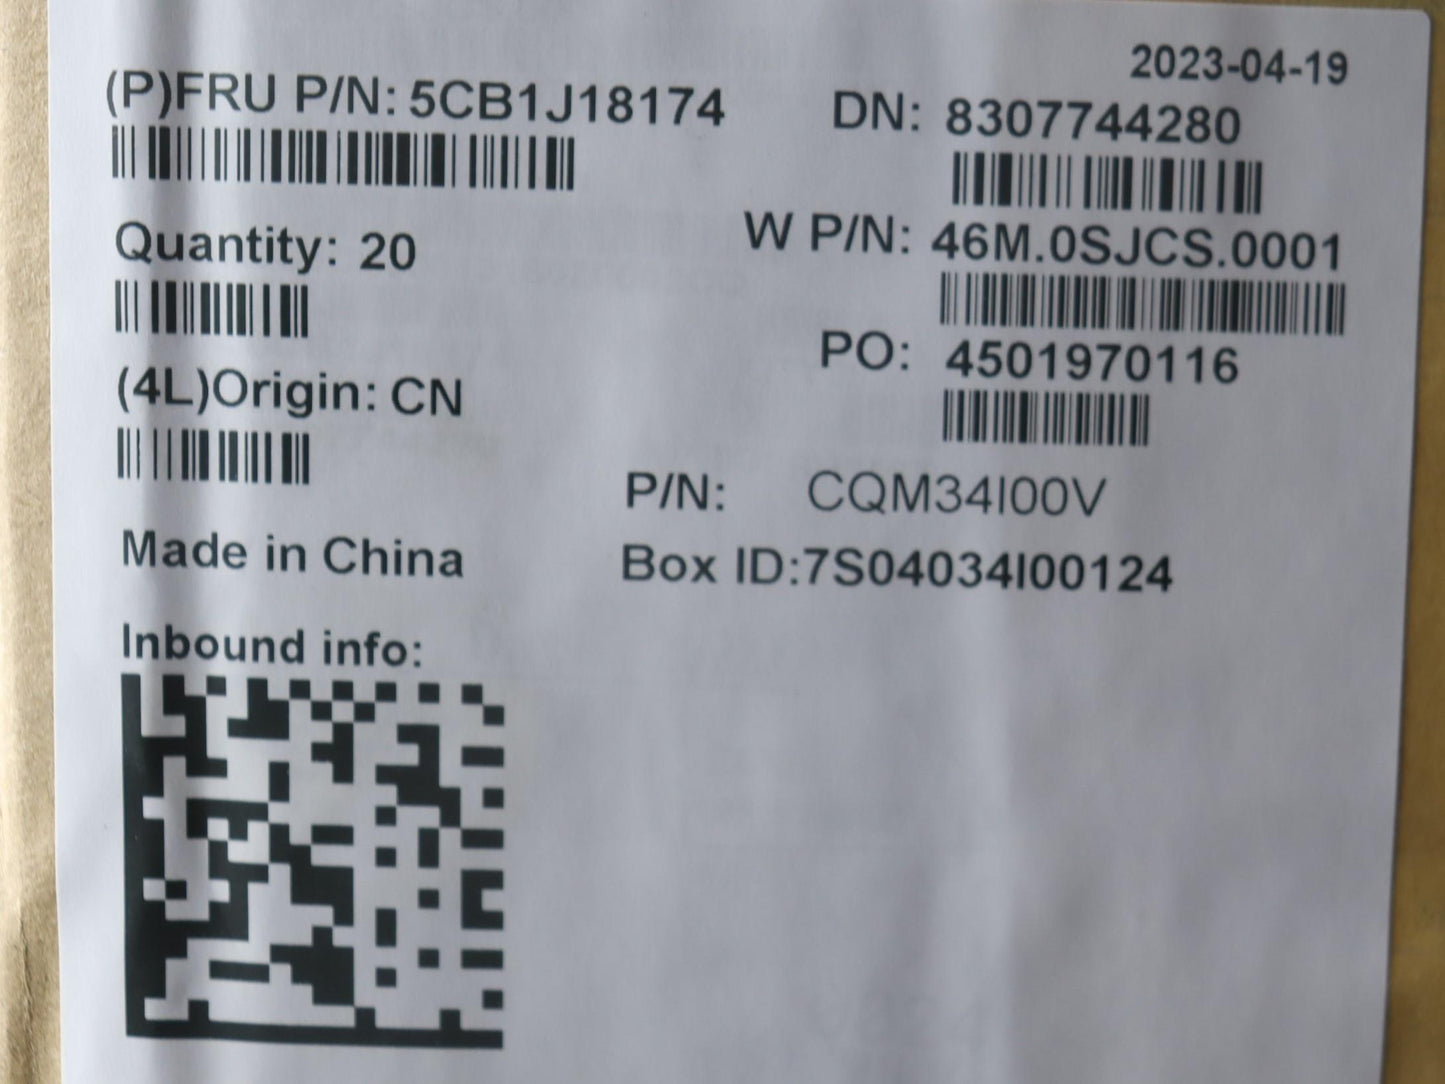 2023-04-19
(P)FRU P/N: 5CB1J18174
DN: 8307744280
Quantity: 20
W P/N: 46M.0SJCS.0001
(4L)Origin: CN
PO: 4501970116
P/N: CQM34I00V
Made in China
Box ID:7S04034I00124
Inbound info: